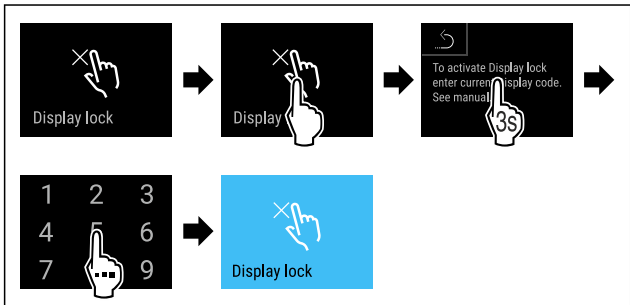 Display lock
Display
To activate Display lock
enter current display code.
See manual
3s
1 2 3
4 5 6
7 9
Display lock